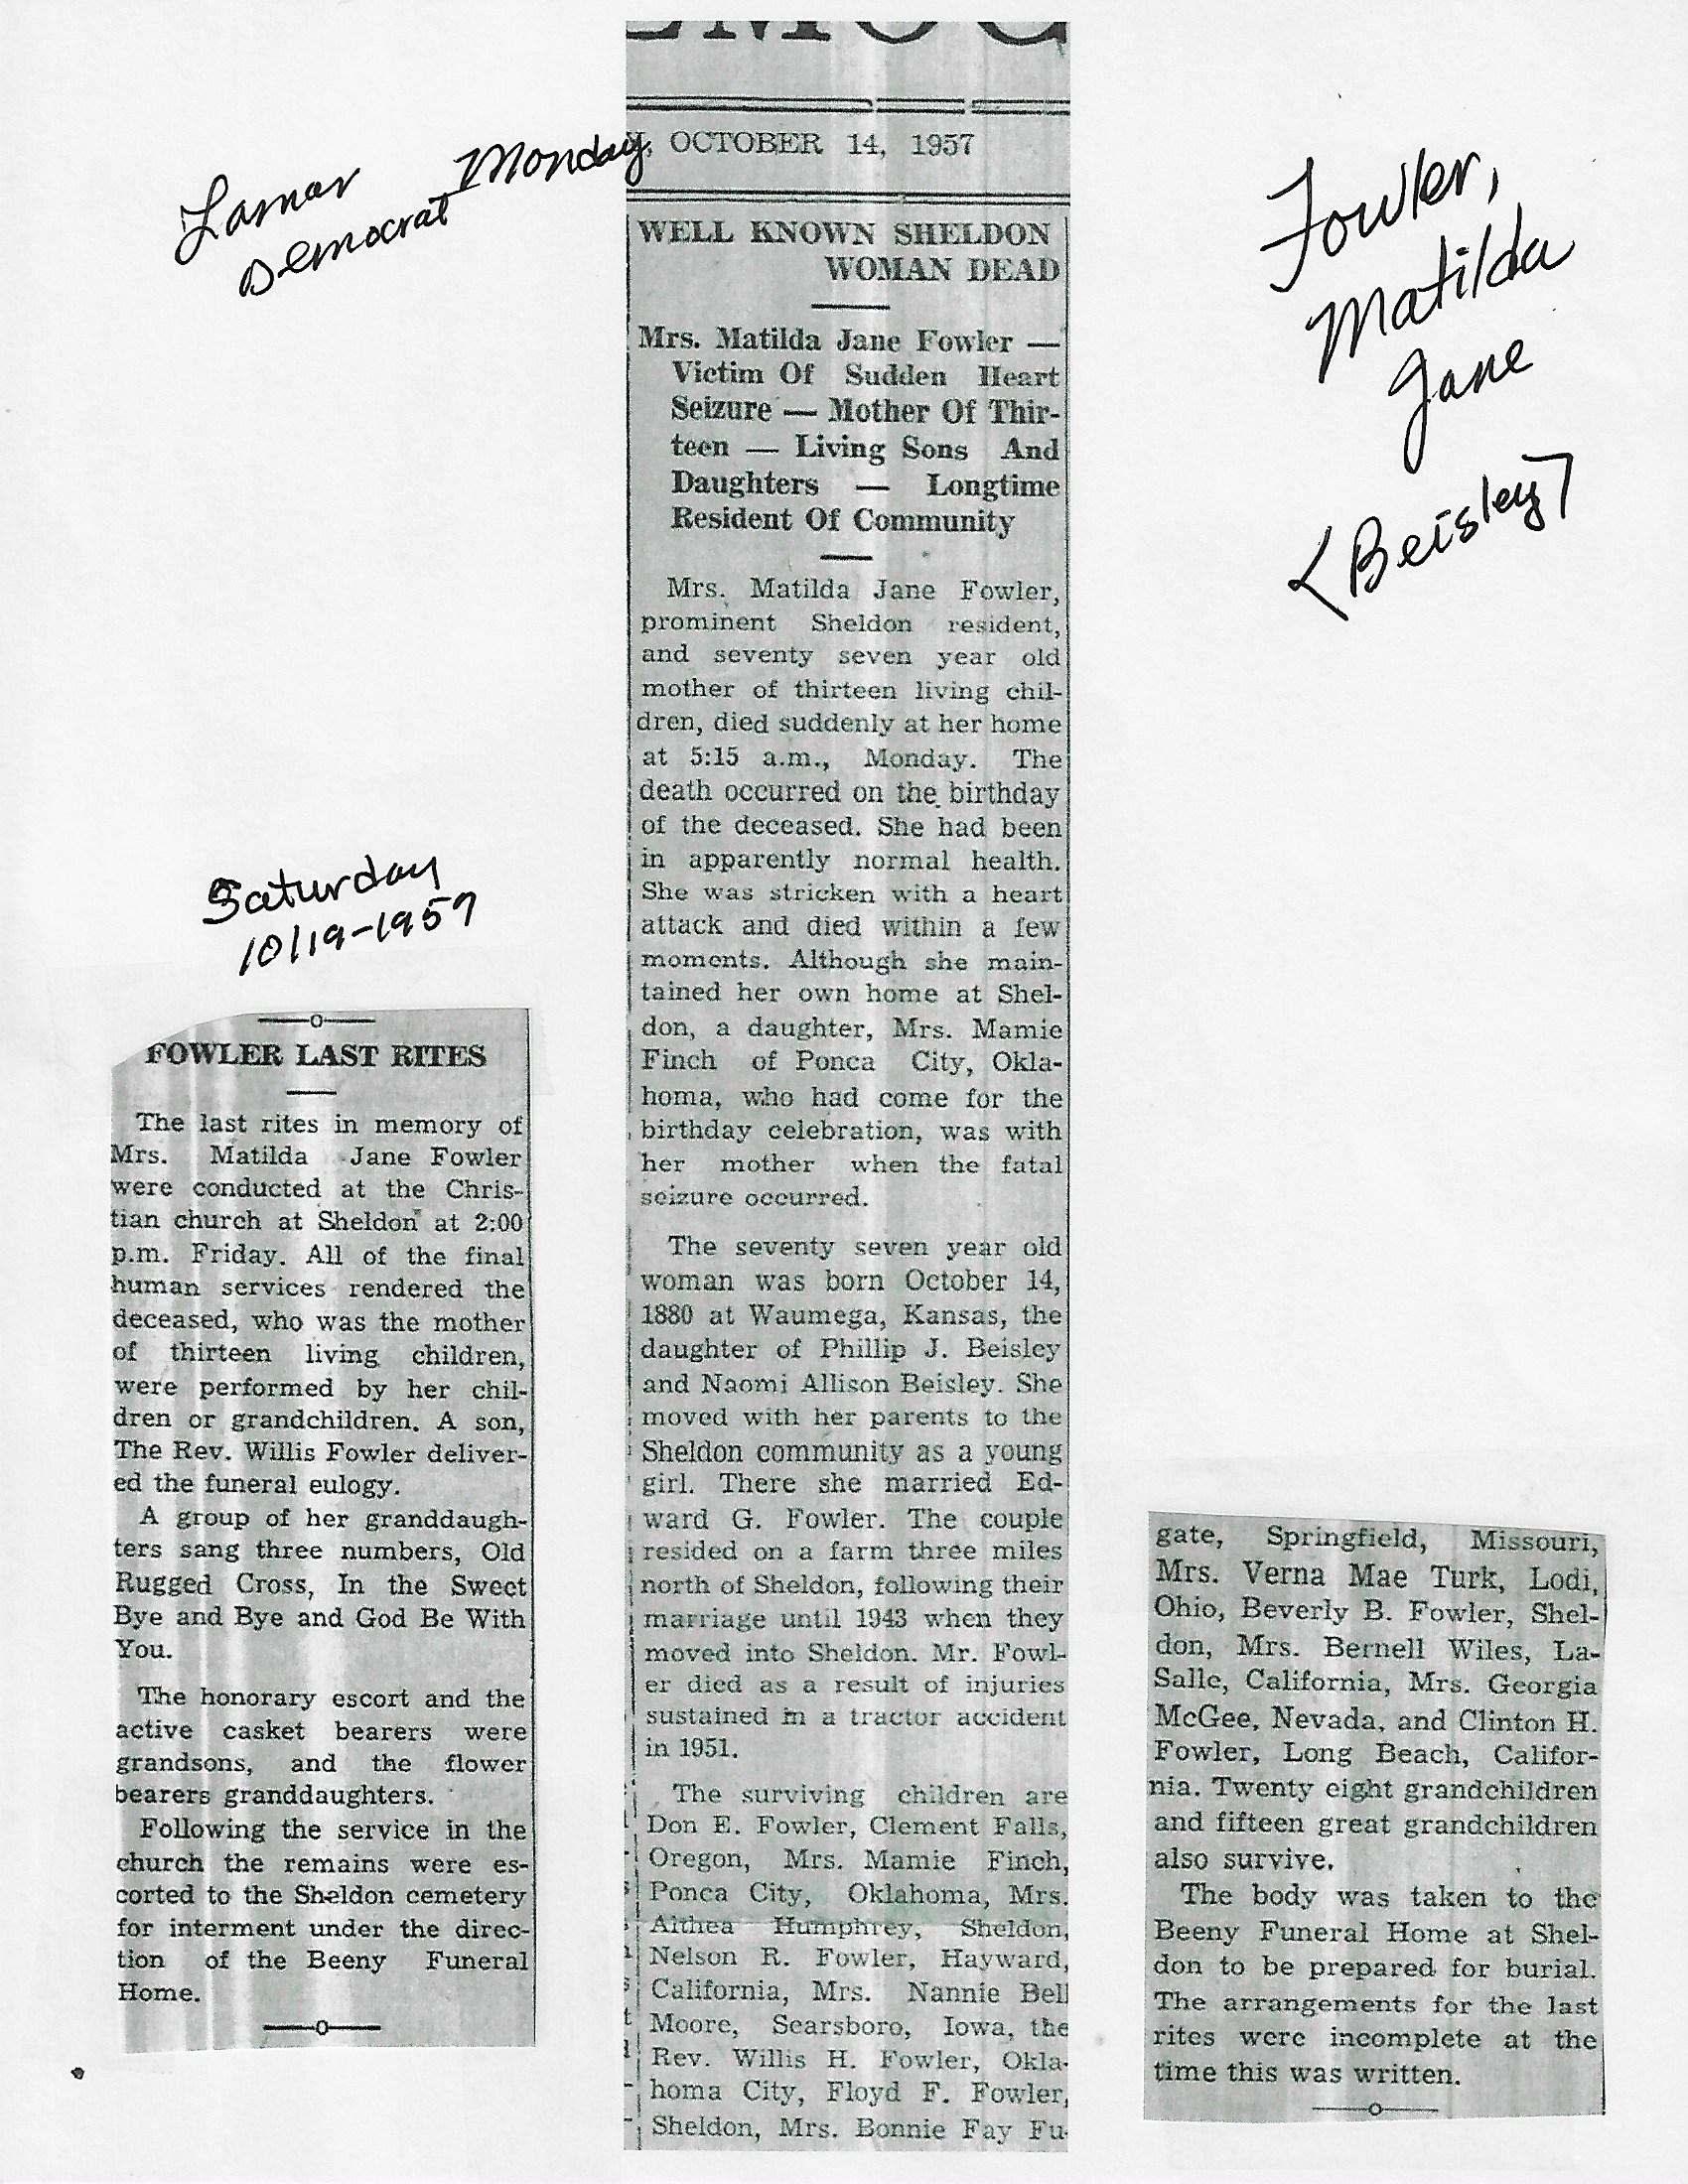 Lamar
Democrat
Monday, OCTOBER 14, 1957
Fowler,
Matilda
Jane
<Beisley>
WELL KNOWN SHELDON
WOMAN DEAD
Mrs. Matilda Jane Fowler —
Victim Of Sudden Heart
Seizure — Mother Of Thir-
teen — Living Sons And
Daughters — Longtime
Resident Of Community
Mrs. Matilda Jane Fowler,
prominent Sheldon resident,
and seventy seven year old
mother of thirteen living chil-
dren, died suddenly at her home
at 5:15 a.m., Monday. The
death occurred on the birthday
of the deceased. She had been
in apparently normal health.
She was stricken with a heart
attack and died within a few
moments. Although she main-
tained her own home at Shel-
don, a daughter, Mrs. Mamie
Finch of Ponca City, Okla-
homa, who had come for the
birthday celebration, was with
her mother when the fatal
seizure occurred.
The seventy seven year old
woman was born October 14,
1880 at Waumega, Kansas, the
daughter of Phillip J. Beisley
and Naomi Allison Beisley. She
moved with her parents to the
Sheldon community as a young
girl. There she married Ed-
ward G. Fowler. The couple
resided on a farm three miles
north of Sheldon, following their
marriage until 1943 when they
moved into Sheldon. Mr. Fowl-
er died as a result of injuries
sustained in a tractor accident
in 1951.
The surviving children are
Don E. Fowler, Clement Falls,
Oregon, Mrs. Mamie Finch,
Ponca City, Oklahoma, Mrs.
Althea Humphrey, Sheldon,
Nelson R. Fowler, Hayward,
California, Mrs. Nannie Bell
Moore, Searsboro, Iowa, the
Rev. Willis H. Fowler, Okla-
homa City, Floyd F. Fowler,
Sheldon, Mrs. Bonnie Fay Fu-
gate, Springfield, Missouri,
Mrs. Verna Mae Turk, Lodi,
Ohio, Beverly B. Fowler, Shel-
don, Mrs. Bernell Wiles, La-
Salle, California, Mrs. Georgia
McGee, Nevada, and Clinton H.
Fowler, Long Beach, Califor-
nia. Twenty eight grandchildren
and fifteen great grandchildren
also survive.
The body was taken to the
Beeny Funeral Home at Shel-
don to be prepared for burial.
The arrangements for the last
rites were incomplete at the
time this was written.
Saturday
10/19-1957
FOWLER LAST RITES
The last rites in memory of
Mrs. Matilda Jane Fowler
were conducted at the Chris-
tian church at Sheldon at 2:00
p.m. Friday. All of the final
human services rendered the
deceased, who was the mother
of thirteen living children,
were performed by her chil-
dren or grandchildren. A son,
The Rev. Willis Fowler deliver-
ed the funeral eulogy.
A group of her granddaugh-
ters sang three numbers, Old
Rugged Cross, In the Sweet
Bye and Bye and God Be With
You.
The honorary escort and the
active casket bearers were
grandsons, and the flower
bearers granddaughters.
Following the service in the
church the remains were es-
corted to the Sheldon cemetery
for interment under the direc-
tion of the Beeny Funeral
Home.